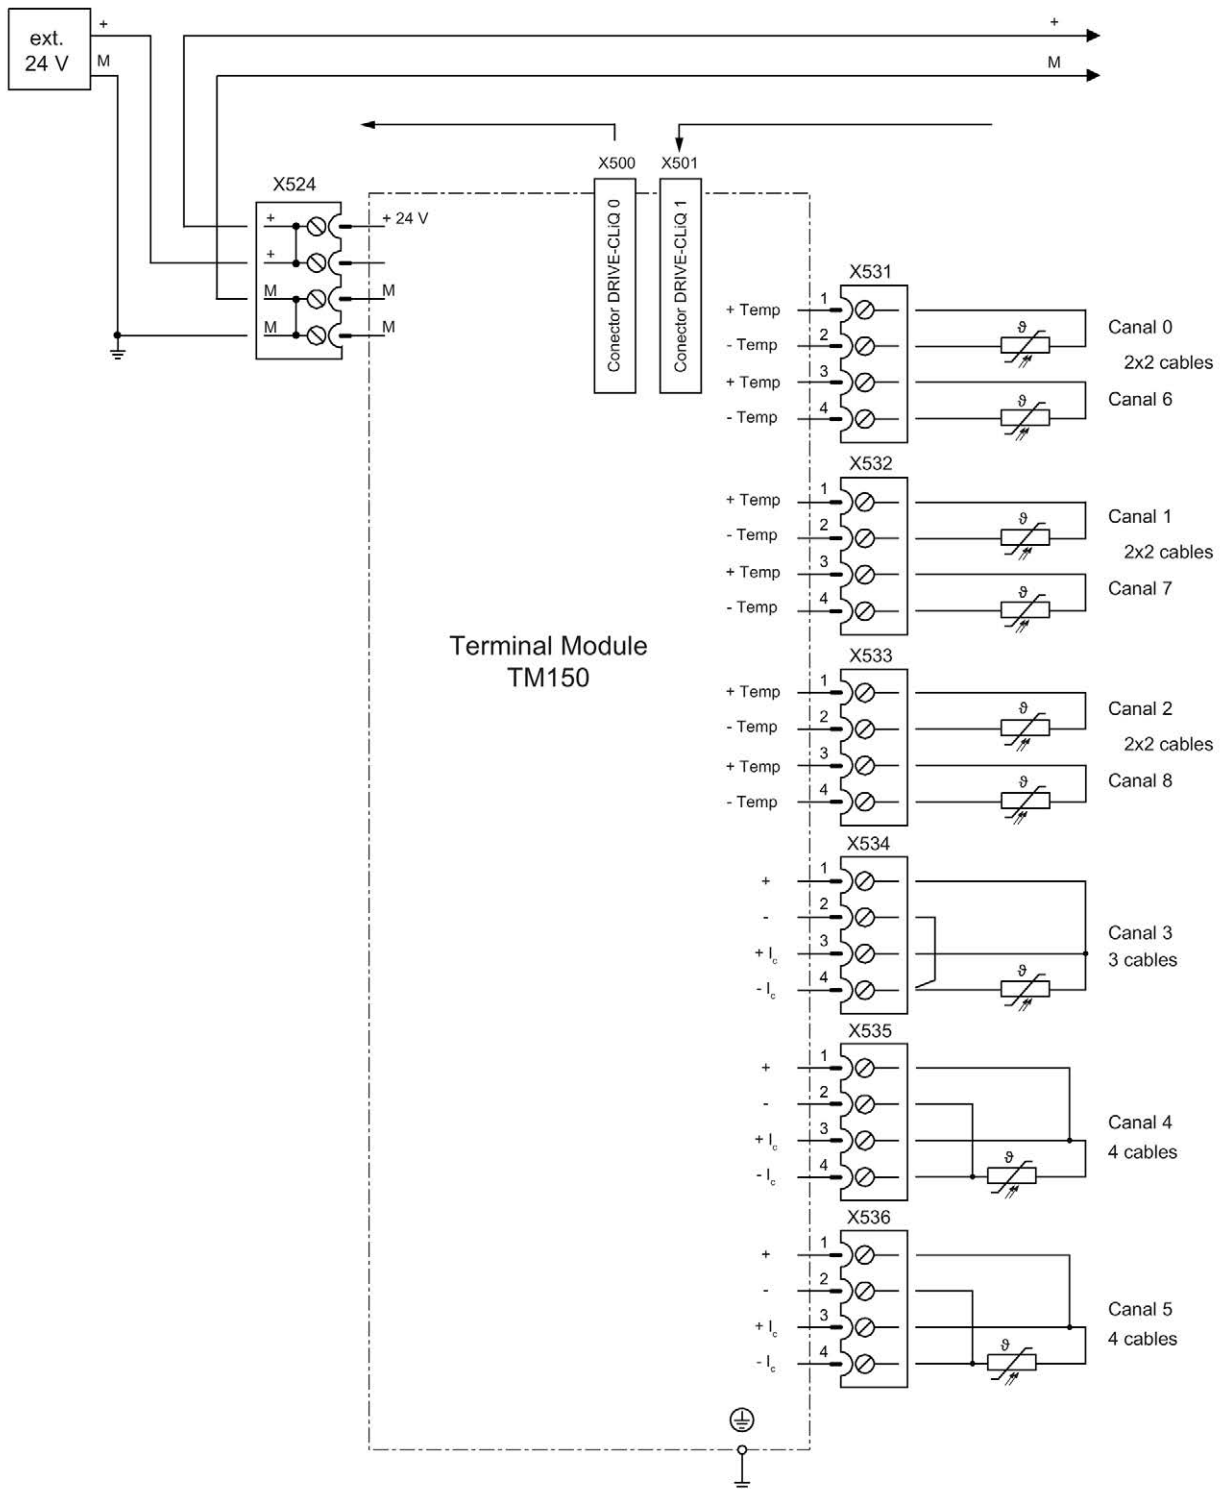 +
ext.
24 V
M
+
M
X500
X501
X524
Conector DRIVE-CLiQ 0
Conector DRIVE-CLiQ 1
+
+ 24 V
+
M
M
M
M
Terminal Module
TM150
X531
+ Temp 1
- Temp 2
+ Temp 3
- Temp 4
ϑ
Canal 0
2x2 cables
ϑ
Canal 6
X532
+ Temp 1
- Temp 2
+ Temp 3
- Temp 4
ϑ
Canal 1
2x2 cables
ϑ
Canal 7
X533
+ Temp 1
- Temp 2
+ Temp 3
- Temp 4
ϑ
Canal 2
2x2 cables
ϑ
Canal 8
X534
+ 1
- 2
+ Ic 3
- Ic 4
ϑ
Canal 3
3 cables
X535
+ 1
- 2
+ Ic 3
- Ic 4
ϑ
Canal 4
4 cables
X536
+ 1
- 2
+ Ic 3
- Ic 4
ϑ
Canal 5
4 cables